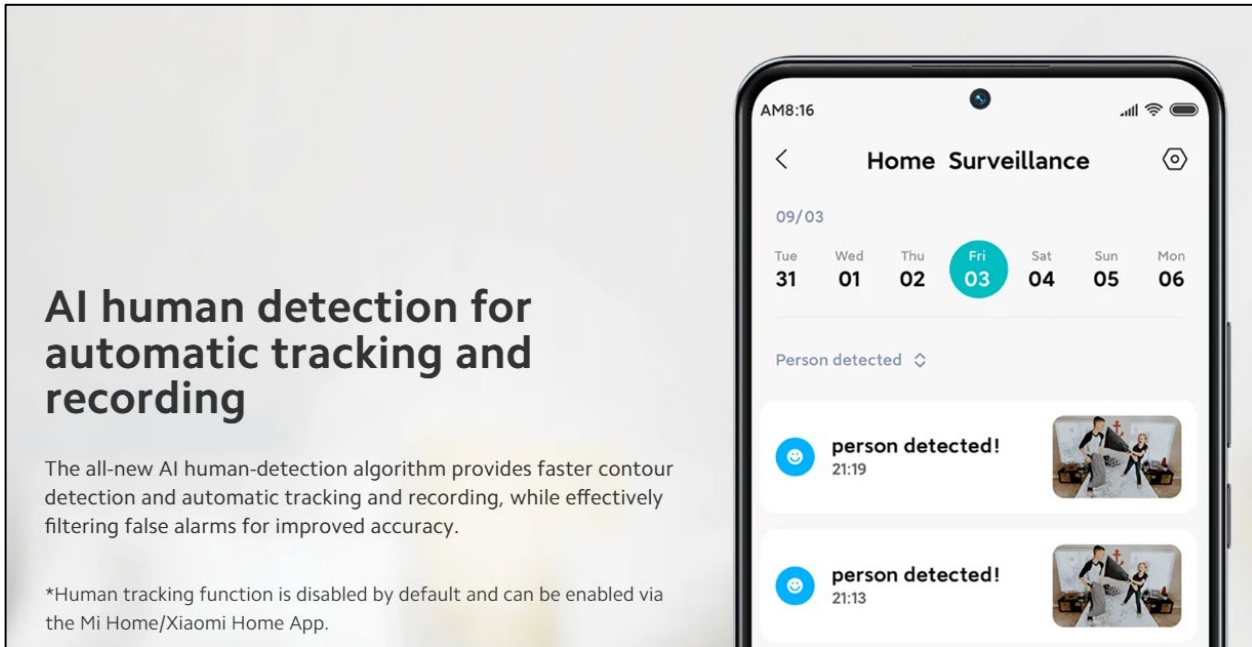 AI human detection for
automatic tracking and
recording
The all-new AI human-detection algorithm provides faster contour
detection and automatic tracking and recording, while effectively
filtering false alarms for improved accuracy.
*Human tracking function is disabled by default and can be enabled via
the Mi Home/Xiaomi Home App.
AM8:16
Home Surveillance
09/03
Tue Wed Thu Fri Sat Sun Mon
31 01 02 03 04 05 06
Person detected
person detected!
21:19
person detected!
21:13